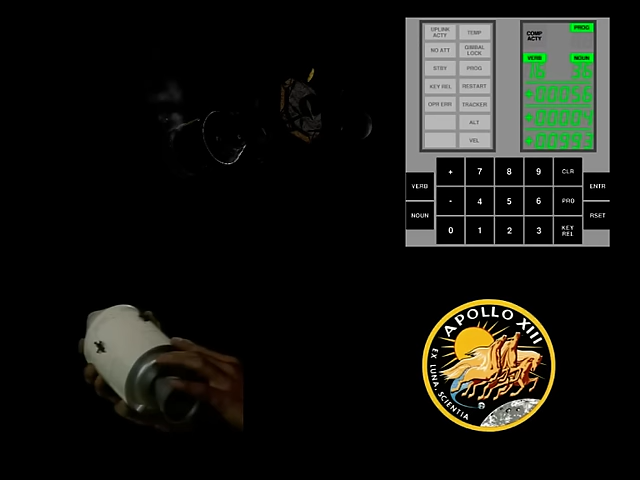 UPLINK ACTY
TEMP
NO ATT
GIMBAL LOCK
STBY
PROG
KEY REL
RESTART
OPR ERR
TRACKER
ALT
VEL
COMP ACTY
PROG
VERB
NOUN
16
36
+00056
+00004
+00593
VERB
NOUN
+
7
8
9
CLR
-
4
5
6
PRO
0
1
2
3
KEY REL
ENTR
RSET
APOLLO XIII
EX LUNA, SCIENTIA